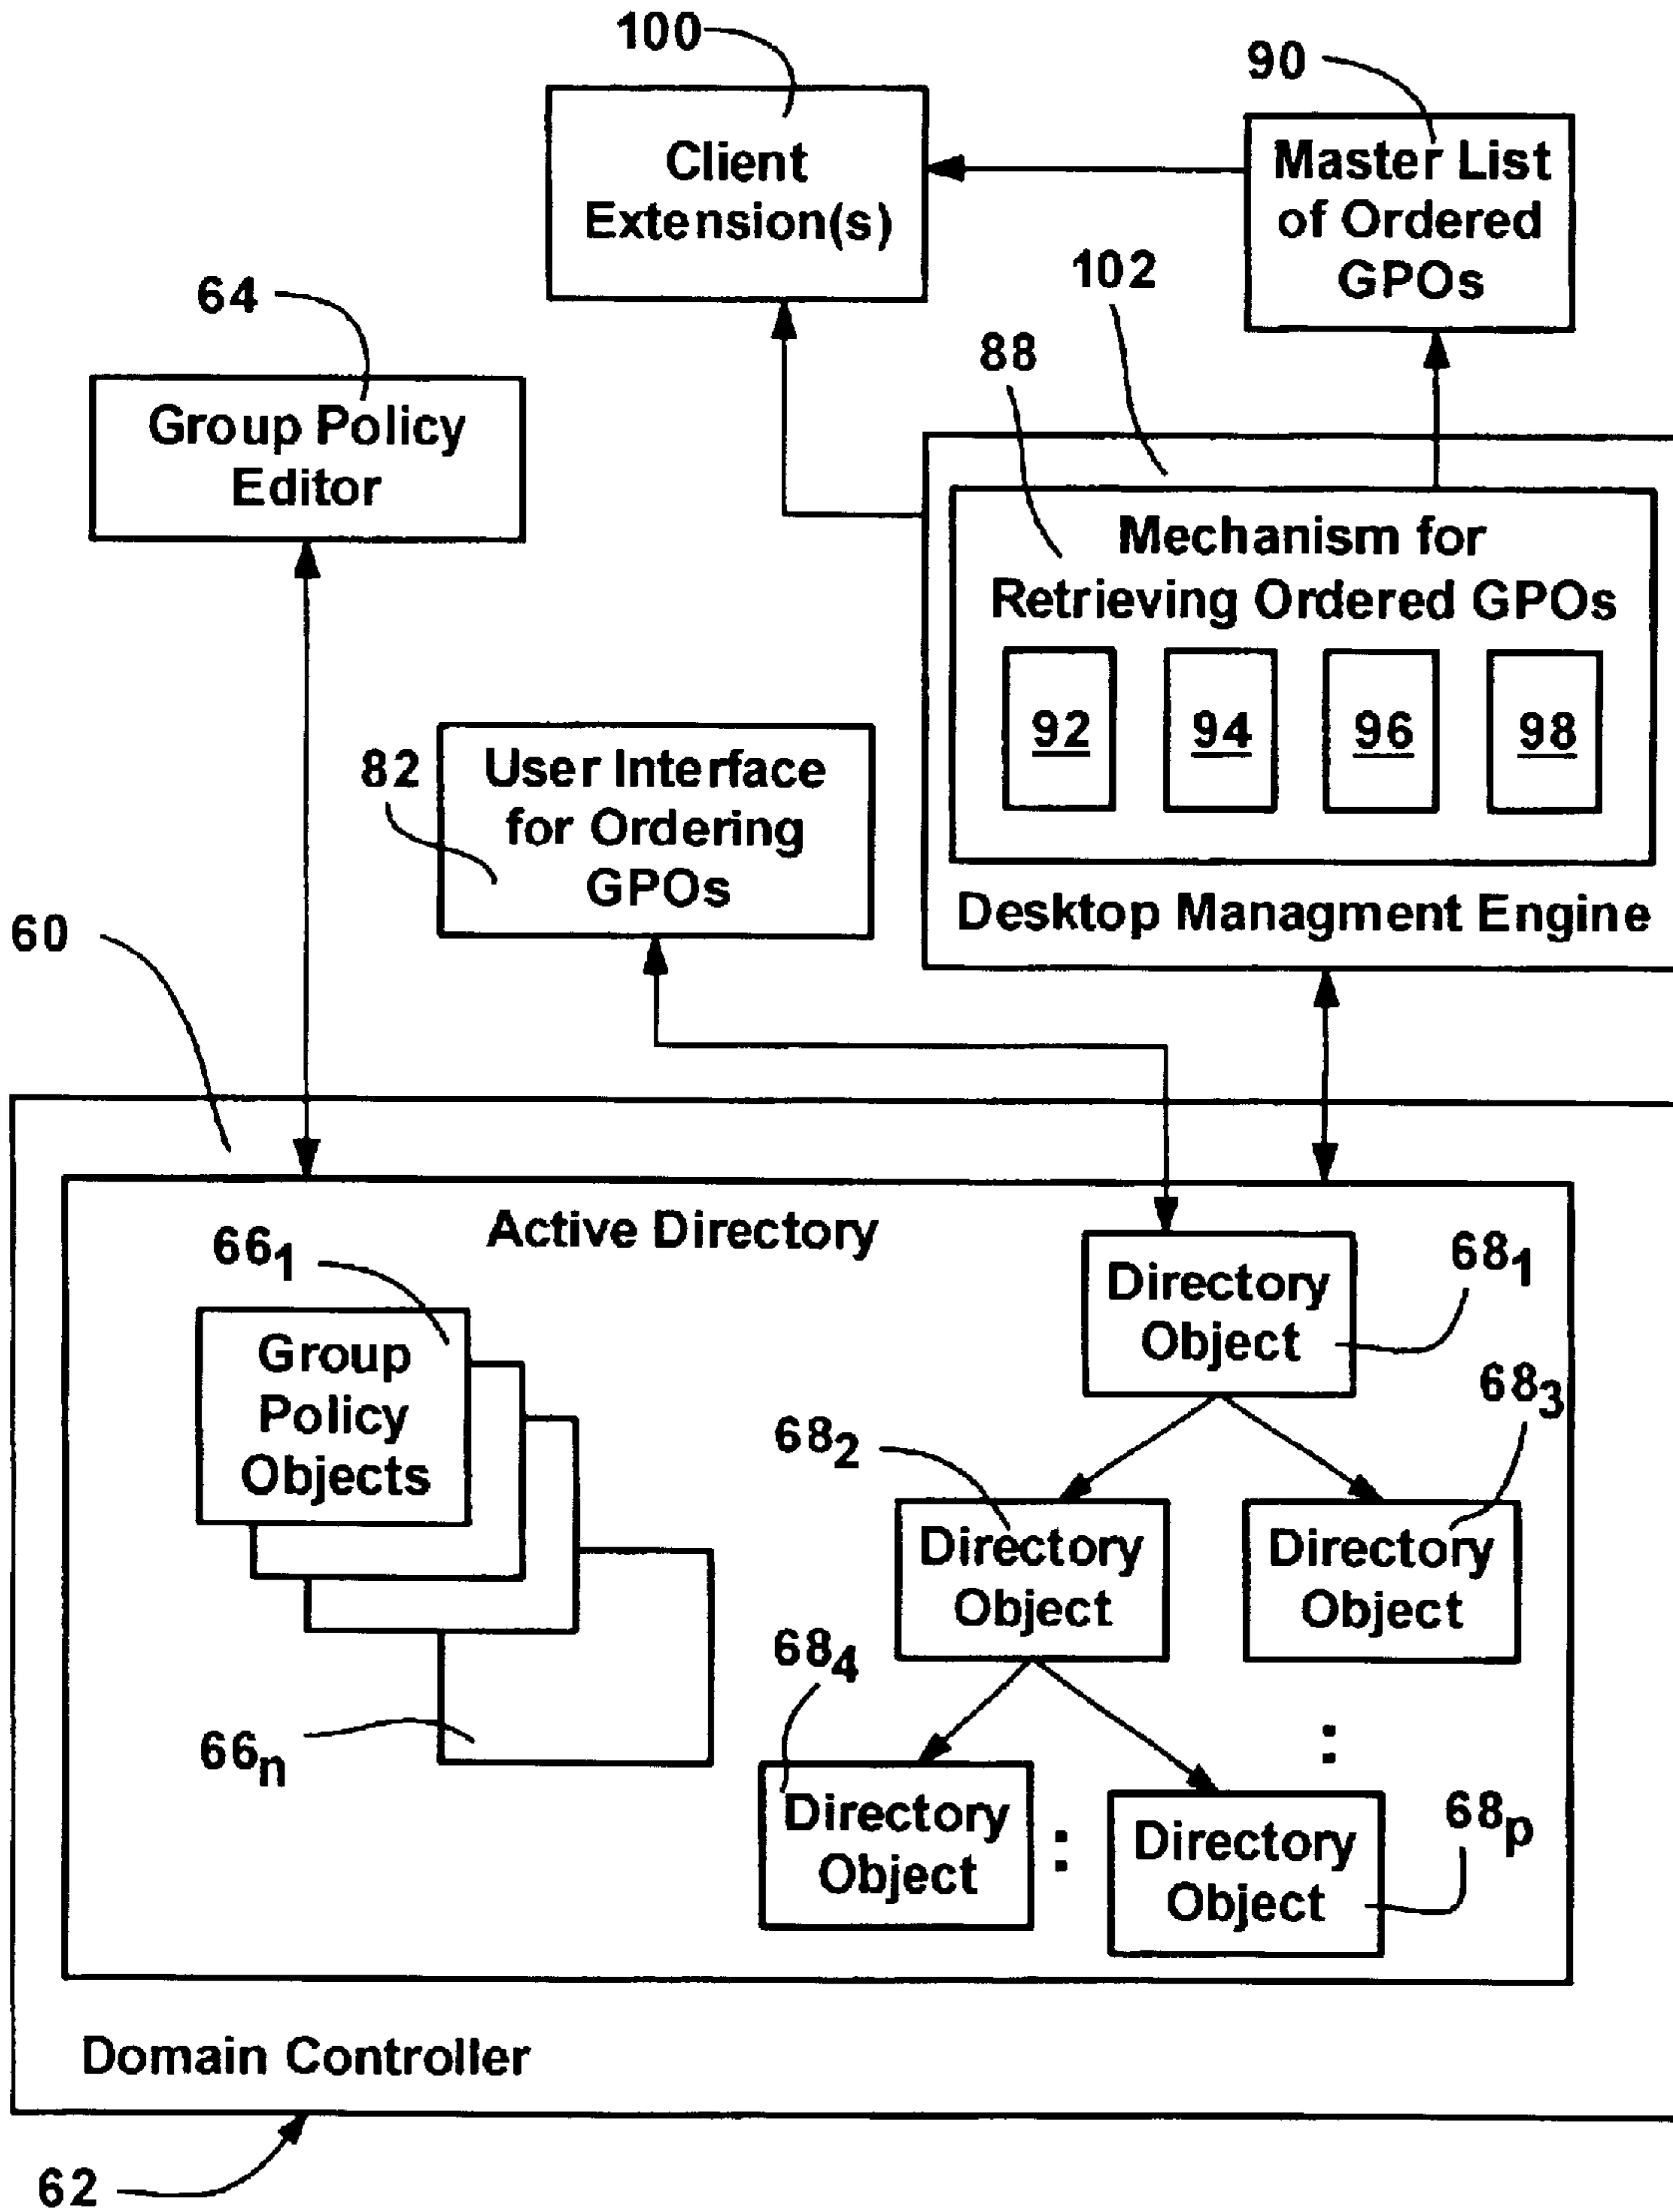 100
90
Client
Extension(s)
Master List
of Ordered
GPOs
102
64
88
Group Policy
Editor
Mechanism for
Retrieving Ordered GPOs
92 94 96 98
82
User Interface
for Ordering
GPOs
Desktop Managment Engine
60
Active Directory
66₁
68₁
Directory
Object
Group
Policy
Objects
68₃
68₂
Directory
Object
Directory
Object
68₄
66ₙ
:
Directory
Object
:
Directory
Object
68ₚ
Domain Controller
62